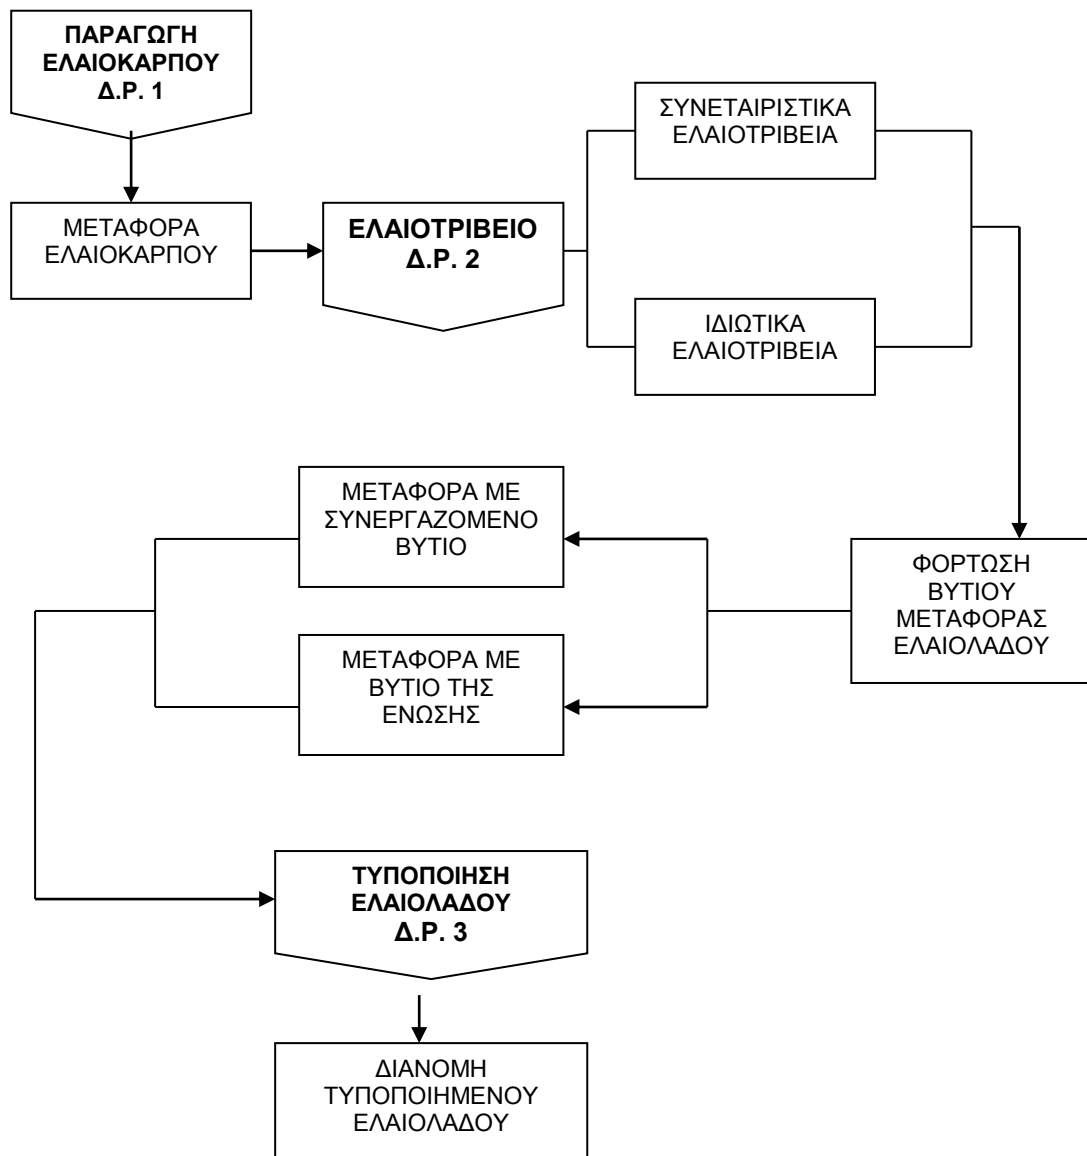 ΠΑΡΑΓΩΓΗ
ΕΛΑΙΟΚΑΡΠΟΥ
Δ.Ρ. 1
ΜΕΤΑΦΟΡΑ
ΕΛΑΙΟΚΑΡΠΟΥ
ΕΛΑΙΟΤΡΙΒΕΙΟ
Δ.Ρ. 2
ΣΥΝΕΤΑΙΡΙΣΤΙΚΑ
ΕΛΑΙΟΤΡΙΒΕΙΑ
ΙΔΙΩΤΙΚΑ
ΕΛΑΙΟΤΡΙΒΕΙΑ
ΦΟΡΤΩΣΗ
ΒΥΤΙΟΥ
ΜΕΤΑΦΟΡΑΣ
ΕΛΑΙΟΛΑΔΟΥ
ΜΕΤΑΦΟΡΑ ΜΕ
ΣΥΝΕΡΓΑΖΟΜΕΝΟ
ΒΥΤΙΟ
ΜΕΤΑΦΟΡΑ ΜΕ
ΒΥΤΙΟ ΤΗΣ
ΕΝΩΣΗΣ
ΤΥΠΟΠΟΙΗΣΗ
ΕΛΑΙΟΛΑΔΟΥ
Δ.Ρ. 3
ΔΙΑΝΟΜΗ
ΤΥΠΟΠΟΙΗΜΕΝΟΥ
ΕΛΑΙΟΛΑΔΟΥ